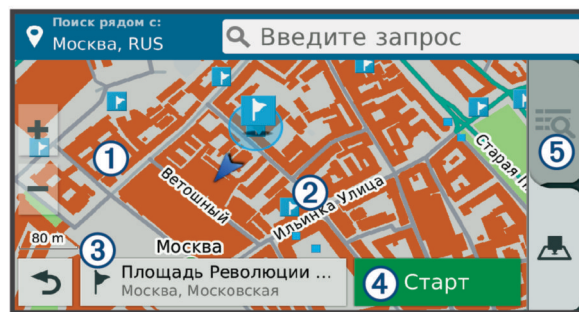 Поиск рядом с:
Москва, RUS
Введите запрос
1
5
2
Ветошный
Ильинка Улица
Старая
80 m
3
Москва
Площадь Революции ...
Москва, Московская
4
Старт